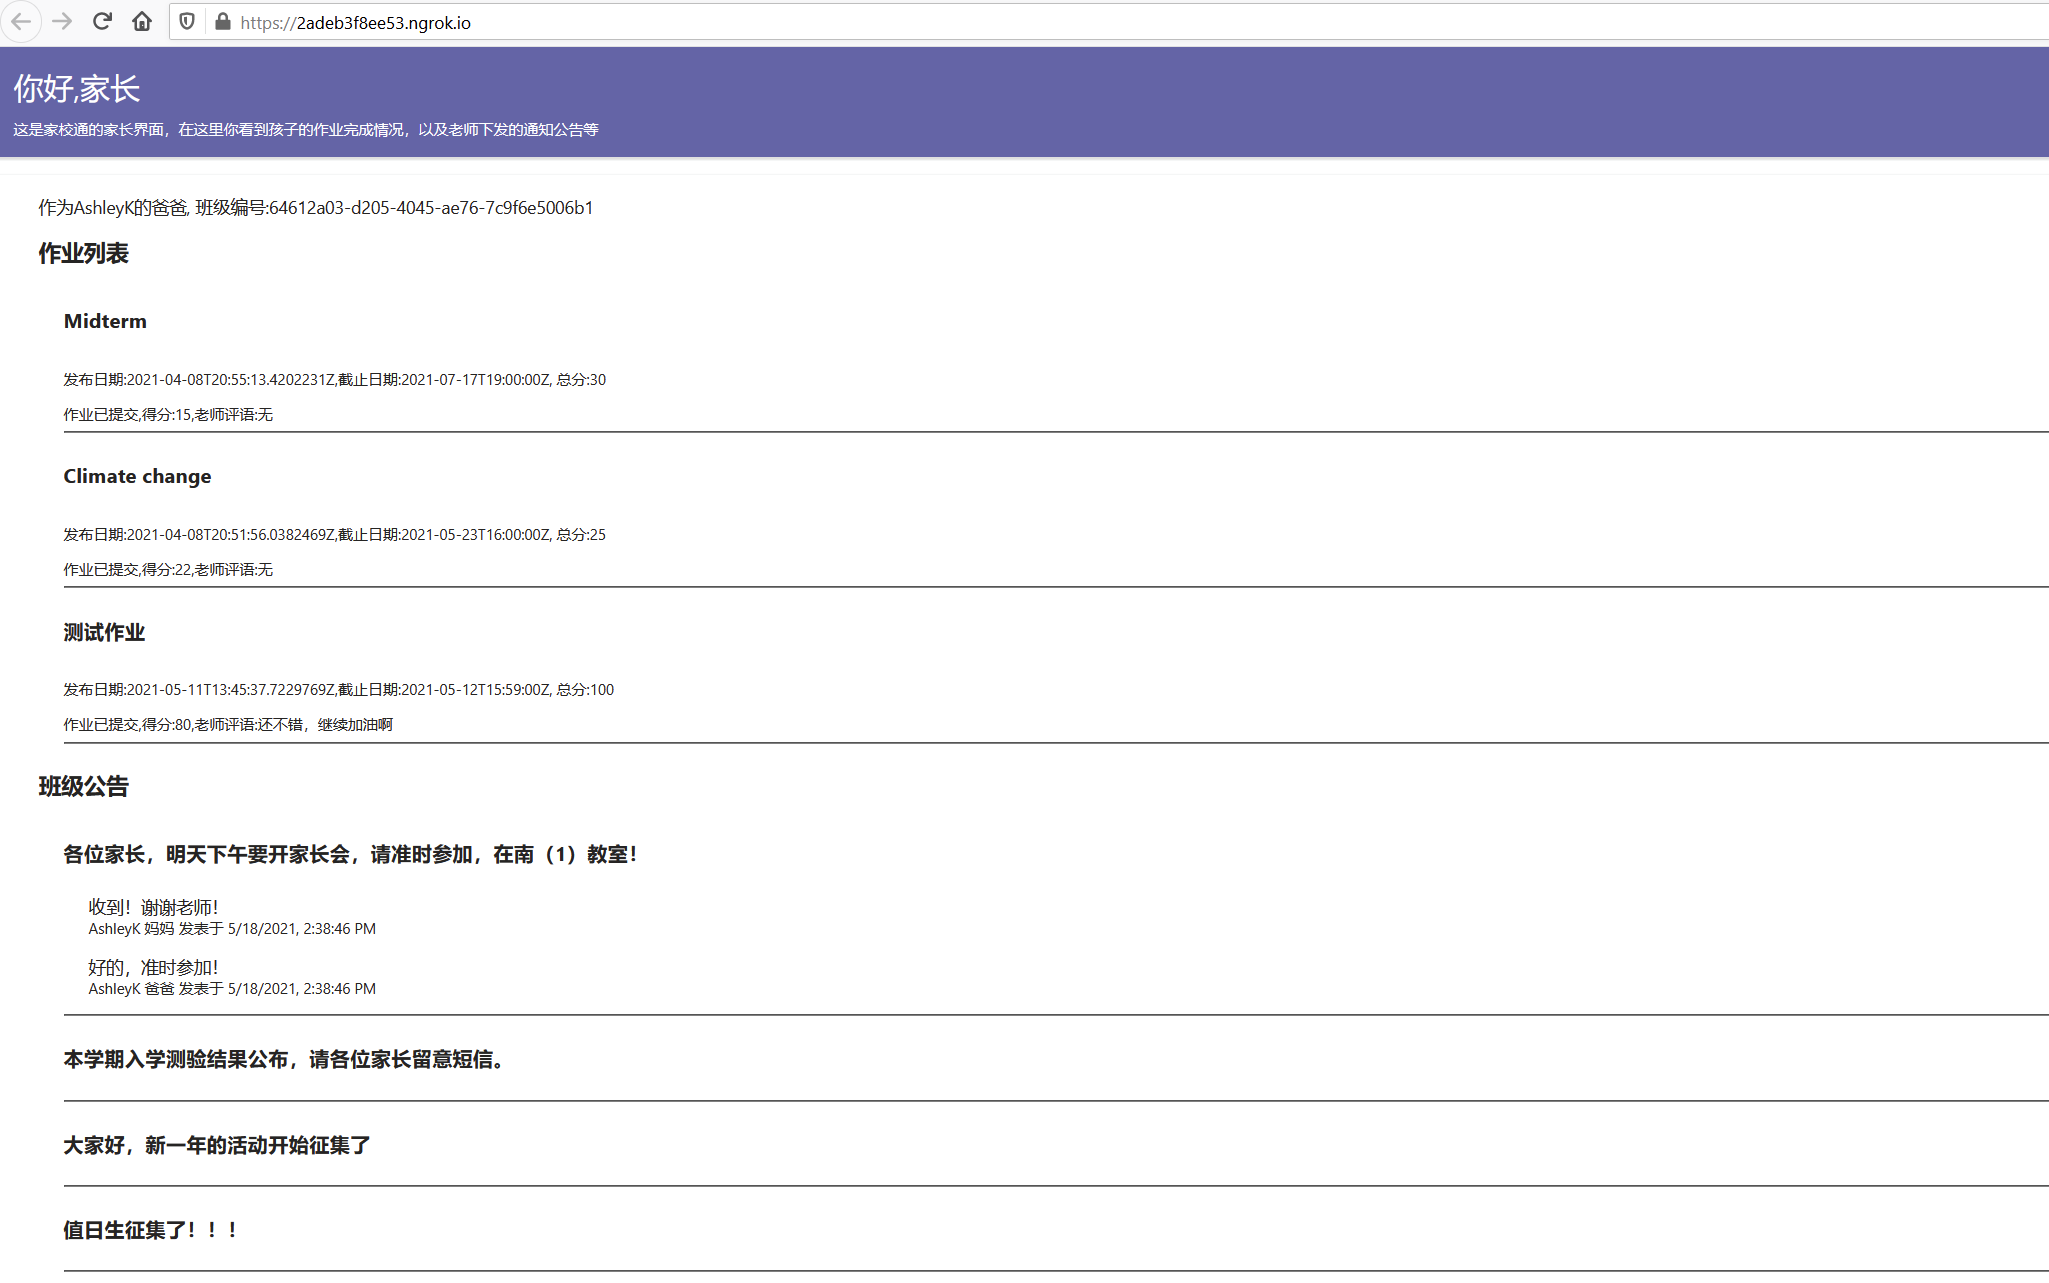 https://2adeb3f8ee53.ngrok.io
你好,家长
这是家校通的家长界面，在这里你看到孩子的作业完成情况，以及老师下发的通知公告等
作为AshleyK的爸爸, 班级编号:64612a03-d205-4045-ae76-7c9f6e5006b1
作业列表
Midterm
发布日期:2021-04-08T20:55:13.4202231Z,截止日期:2021-07-17T19:00:00Z, 总分:30
作业已提交,得分:15,老师评语:无
Climate change
发布日期:2021-04-08T20:51:56.0382469Z,截止日期:2021-05-23T16:00:00Z, 总分:25
作业已提交,得分:22,老师评语:无
测试作业
发布日期:2021-05-11T13:45:37.7229769Z,截止日期:2021-05-12T15:59:00Z, 总分:100
作业已提交,得分:80,老师评语:还不错，继续加油啊
班级公告
各位家长，明天下午要开家长会，请准时参加，在南（1）教室！
收到！谢谢老师！
AshleyK 妈妈 发表于 5/18/2021, 2:38:46 PM
好的，准时参加！
AshleyK 爸爸 发表于 5/18/2021, 2:38:46 PM
本学期入学测验结果公布，请各位家长留意短信。
大家好，新一年的活动开始征集了
值日生征集了！！！